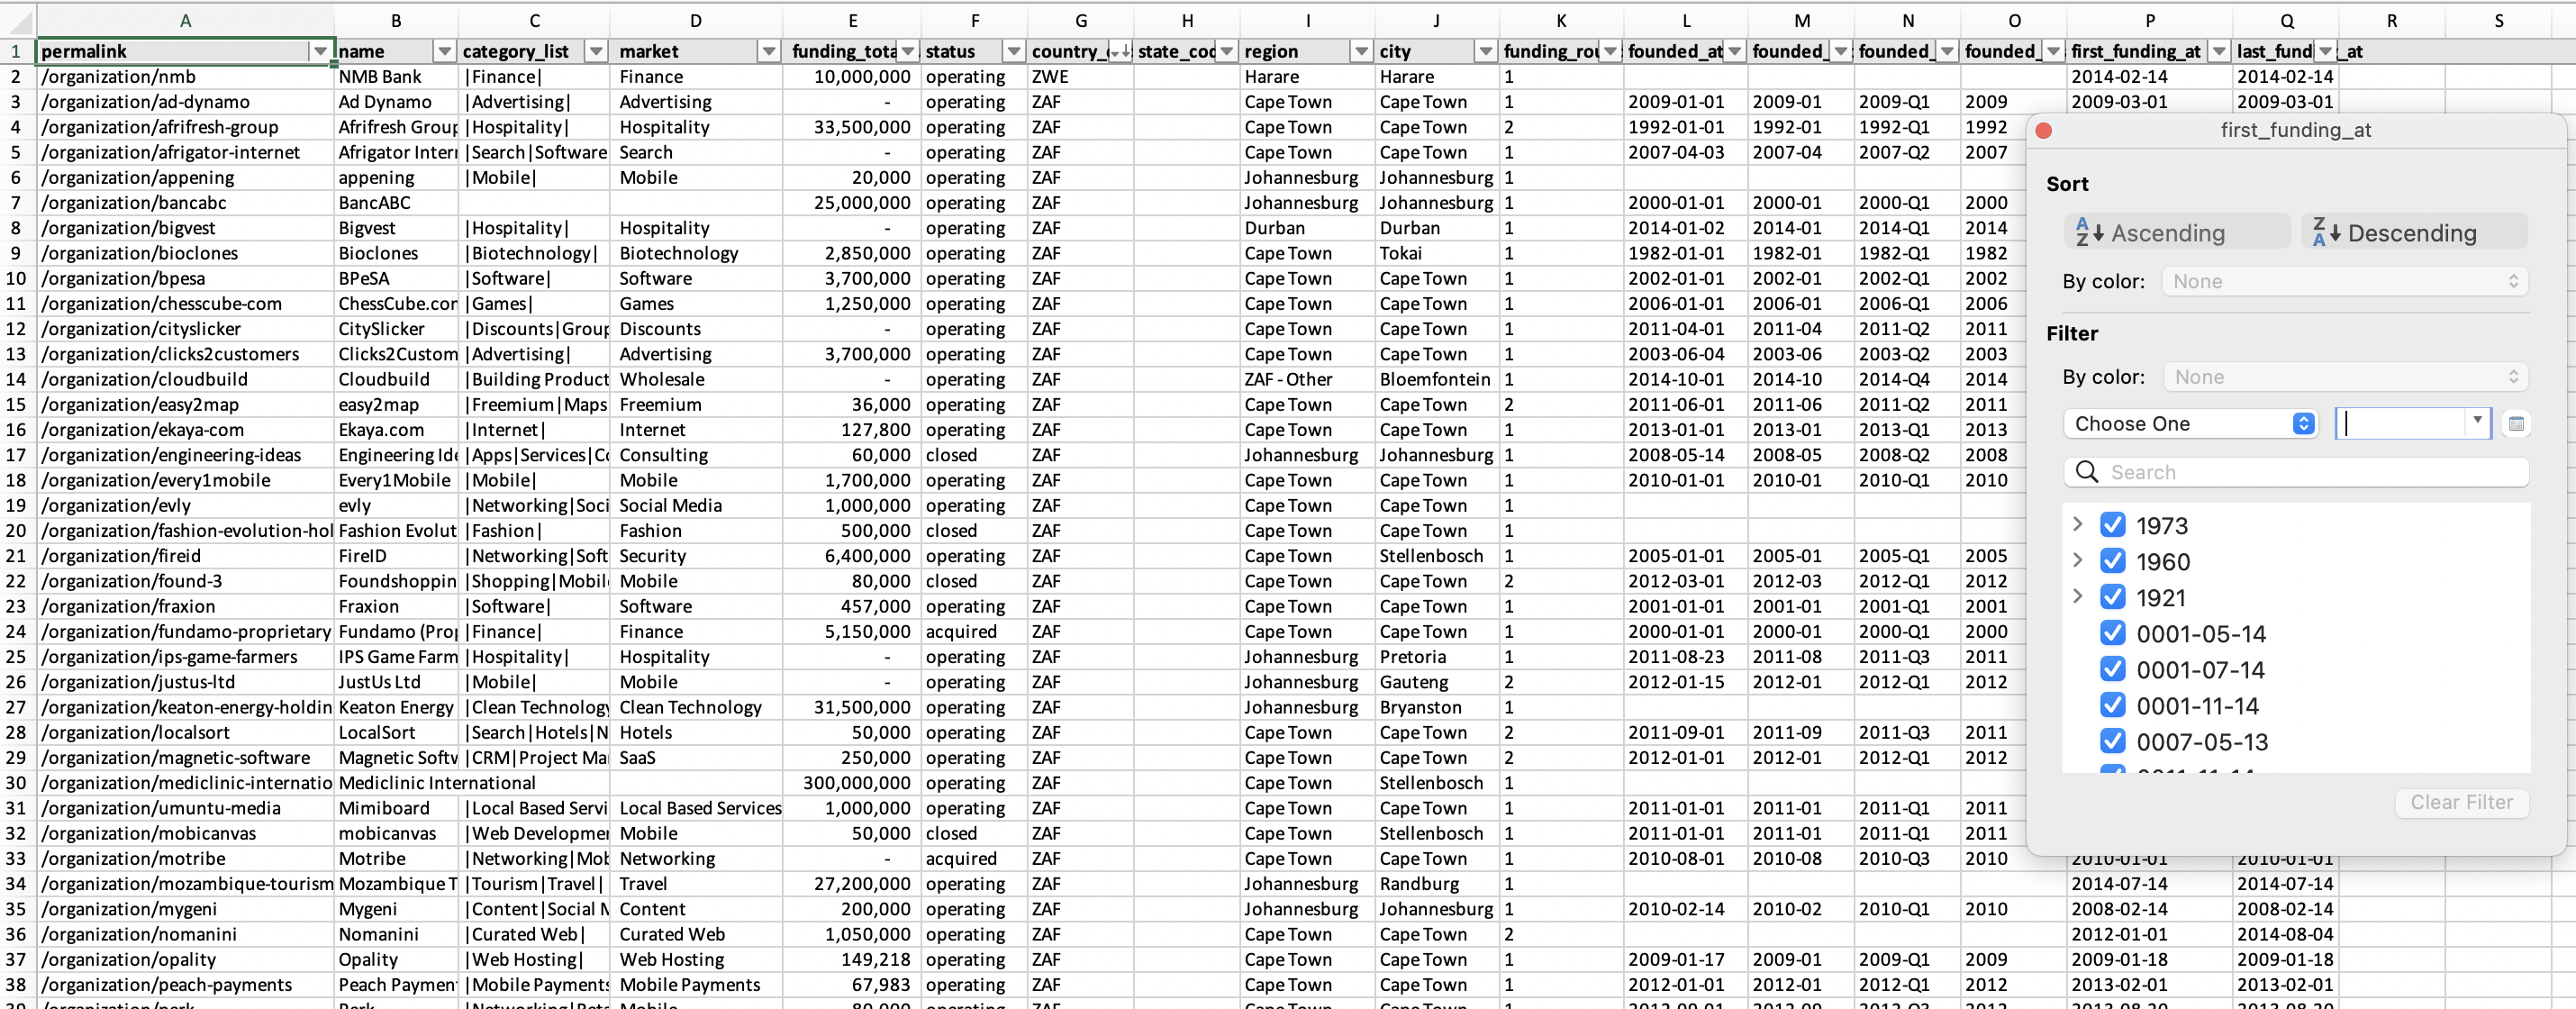 A B C D E F G H I J K L M N O P Q R S
1 permalink name category_list market funding_tota status country_ state_cod region city funding_rou founded_at founded_ founded_ founded_ first_funding_at last_fund _at
2 /organization/nmb NMB Bank |Finance| Finance 10,000,000 operating ZWE Harare Harare 1 2014-02-14 2014-02-14
3 /organization/ad-dynamo Ad Dynamo |Advertising| Advertising - operating ZAF Cape Town Cape Town 1 2009-01-01 2009-01 2009-Q1 2009 2009-03-01 2009-03-01
4 /organization/afrifresh-group Afrifresh Group |Hospitality| Hospitality 33,500,000 operating ZAF Cape Town Cape Town 2 1992-01-01 1992-01 1992-Q1 1992
5 /organization/afrigator-internet Afrigator Inter |Search|Software Search - operating ZAF Cape Town Cape Town 1 2007-04-03 2007-04 2007-Q2 2007
6 /organization/appening appening |Mobile| Mobile 20,000 operating ZAF Johannesburg Johannesburg 1
7 /organization/bancabc BancABC 25,000,000 operating ZAF Johannesburg Johannesburg 1 2000-01-01 2000-01 2000-Q1 2000
8 /organization/bigvest Bigvest |Hospitality| Hospitality - operating ZAF Durban Durban 1 2014-01-02 2014-01 2014-Q1 2014
9 /organization/bioclones Bioclones |Biotechnology| Biotechnology 2,850,000 operating ZAF Cape Town Tokai 1 1982-01-01 1982-01 1982-Q1 1982
10 /organization/bpesa BPeSA |Software| Software 3,700,000 operating ZAF Cape Town Cape Town 1 2002-01-01 2002-01 2002-Q1 2002
11 /organization/chesscube-com ChessCube.com |Games| Games 1,250,000 operating ZAF Cape Town Cape Town 1 2006-01-01 2006-01 2006-Q1 2006
12 /organization/cityslicker CitySlicker |Discounts|Group Discounts - operating ZAF Cape Town Cape Town 1 2011-04-01 2011-04 2011-Q2 2011
13 /organization/clicks2customers Clicks2Custom |Advertising| Advertising 3,700,000 operating ZAF Cape Town Cape Town 1 2003-06-04 2003-06 2003-Q2 2003
14 /organization/cloudbuild Cloudbuild |Building Product Wholesale - operating ZAF ZAF - Other Bloemfontein 1 2014-10-01 2014-10 2014-Q4 2014
15 /organization/easy2map easy2map |Freemium|Maps Freemium 36,000 operating ZAF Cape Town Cape Town 2 2011-06-01 2011-06 2011-Q2 2011
16 /organization/ekaya-com Ekaya.com |Internet| Internet 127,800 operating ZAF Cape Town Cape Town 1 2013-01-01 2013-01 2013-Q1 2013
17 /organization/engineering-ideas Engineering Ide |Apps|Services|Co Consulting 60,000 closed ZAF Johannesburg Johannesburg 1 2008-05-14 2008-05 2008-Q2 2008
18 /organization/every1mobile Every1Mobile |Mobile| Mobile 1,700,000 operating ZAF Cape Town Cape Town 1 2010-01-01 2010-01 2010-Q1 2010
19 /organization/evly evly |Networking|Soci Social Media 1,000,000 operating ZAF Cape Town Cape Town 1
20 /organization/fashion-evolution-hol Fashion Evolut |Fashion| Fashion 500,000 closed ZAF Cape Town Cape Town 1
21 /organization/fireid FireID |Networking|Soft Security 6,400,000 operating ZAF Cape Town Stellenbosch 1 2005-01-01 2005-01 2005-Q1 2005
22 /organization/found-3 Foundshoppin |Shopping|Mobil Mobile 80,000 closed ZAF Cape Town Cape Town 2 2012-03-01 2012-03 2012-Q1 2012
23 /organization/fraxion Fraxion |Software| Software 457,000 operating ZAF Cape Town Cape Town 1 2001-01-01 2001-01 2001-Q1 2001
24 /organization/fundamo-proprietary Fundamo (Prop |Finance| Finance 5,150,000 acquired ZAF Cape Town Cape Town 1 2000-01-01 2000-01 2000-Q1 2000
25 /organization/ips-game-farmers IPS Game Farm |Hospitality| Hospitality - operating ZAF Johannesburg Pretoria 1 2011-08-23 2011-08 2011-Q3 2011
26 /organization/justus-ltd JustUs Ltd |Mobile| Mobile - operating ZAF Johannesburg Gauteng 2 2012-01-15 2012-01 2012-Q1 2012
27 /organization/keaton-energy-holdin Keaton Energy |Clean Technology Clean Technology 31,500,000 operating ZAF Johannesburg Bryanston 1
28 /organization/localsort LocalSort |Search|Hotels|N Hotels 50,000 operating ZAF Cape Town Cape Town 2 2011-09-01 2011-09 2011-Q3 2011
29 /organization/magnetic-software Magnetic Softw |CRM|Project Ma SaaS 250,000 operating ZAF Cape Town Cape Town 2 2012-01-01 2012-01 2012-Q1 2012
30 /organization/mediclinic-internatio Mediclinic International 300,000,000 operating ZAF Cape Town Stellenbosch 1
31 /organization/umuntu-media Mimiboard |Local Based Servi Local Based Services 1,000,000 operating ZAF Cape Town Cape Town 1 2011-01-01 2011-01 2011-Q1 2011
32 /organization/mobicanvas mobicanvas |Web Developmen Mobile 50,000 closed ZAF Cape Town Stellenbosch 1 2011-01-01 2011-01 2011-Q1 2011
33 /organization/motribe Motribe |Networking|Mob Networking - acquired ZAF Cape Town Cape Town 1 2010-08-01 2010-08 2010-Q3 2010 2010-01-01 2010-01-01
34 /organization/mozambique-tourism Mozambique T |Tourism|Travel| Travel 27,200,000 operating ZAF Johannesburg Randburg 1 2014-07-14 2014-07-14
35 /organization/mygeni Mygeni |Content|Social M Content 200,000 operating ZAF Johannesburg Johannesburg 1 2010-02-14 2010-02 2010-Q1 2010 2008-02-14 2008-02-14
36 /organization/nomanini Nomanini |Curated Web| Curated Web 1,050,000 operating ZAF Cape Town Cape Town 2 2012-01-01 2014-08-04
37 /organization/opality Opality |Web Hosting| Web Hosting 149,218 operating ZAF Cape Town Cape Town 1 2009-01-17 2009-01 2009-Q1 2009 2009-01-18 2009-01-18
38 /organization/peach-payments Peach Payment |Mobile Payments Mobile Payments 67,983 operating ZAF Cape Town Cape Town 1 2012-01-01 2012-01 2012-Q1 2012 2013-02-01 2013-02-01
first_funding_at
Sort
Ascending Descending
By color: None
Filter
By color: None
Choose One
Search
1973
1960
1921
0001-05-14
0001-07-14
0001-11-14
0007-05-13
Clear Filter